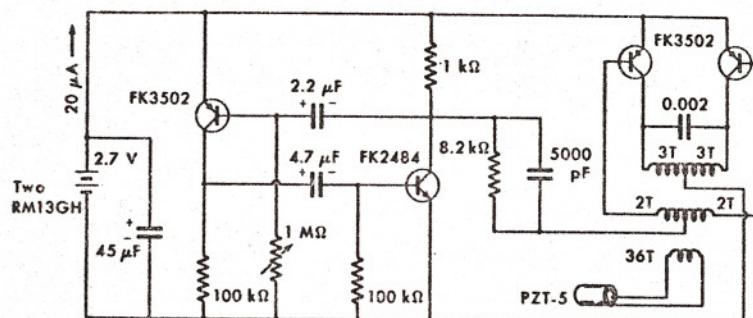 20 μA
2.7 V
Two
RM13GH
+
−
45 μF
FK3502
2.2 μF
+ −
4.7 μF
+ −
1 MΩ
100 kΩ
100 kΩ
FK2484
1 kΩ
8.2 kΩ
5000
pF
FK3502
0.002
3T 3T
2T 2T
36T
PZT-5